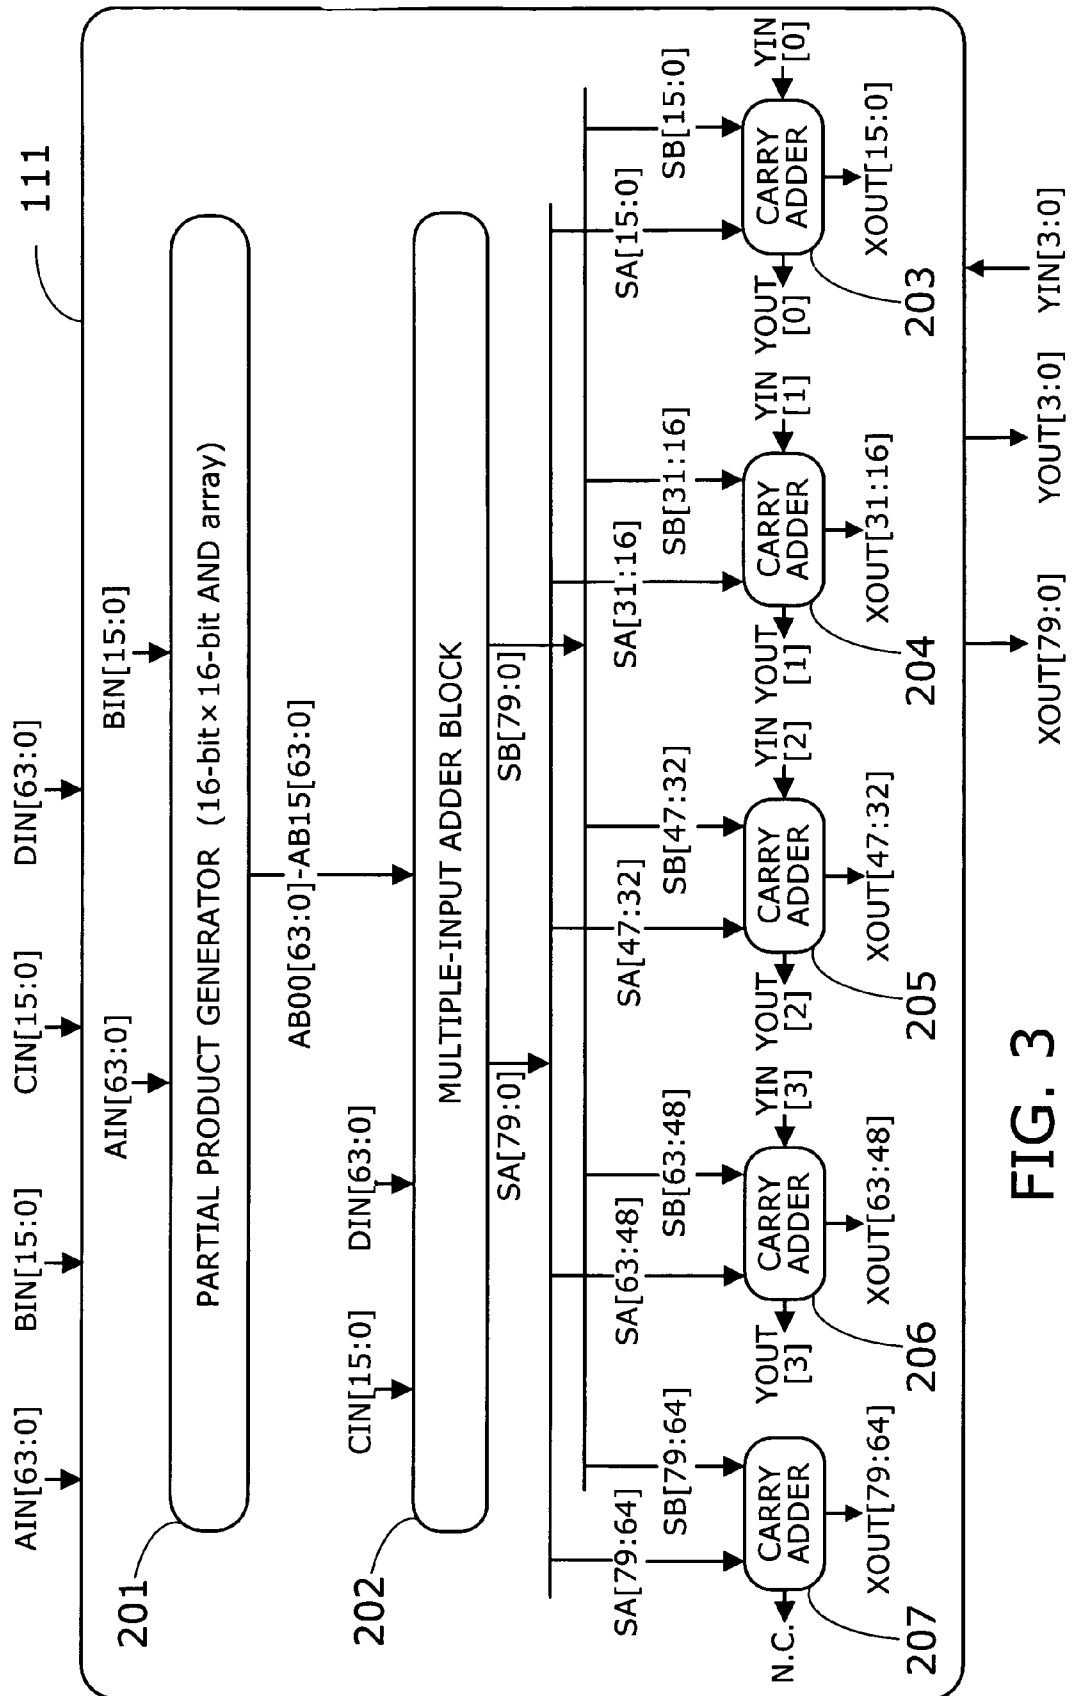 111
AIN[63:0]
BIN[15:0]
CIN[15:0]
DIN[63:0]
AIN[63:0]
BIN[15:0]
201
PARTIAL PRODUCT GENERATOR (16-bit × 16-bit AND array)
AB00[63:0]-AB15[63:0]
CIN[15:0]
DIN[63:0]
202
MULTIPLE-INPUT ADDER BLOCK
SA[79:0]
SB[79:0]
SA[79:64]
SB[79:64]
SA[63:48]
SB[63:48]
SA[47:32]
SB[47:32]
SA[31:16]
SB[31:16]
SA[15:0]
SB[15:0]
N.C.
CARRY
ADDER
YOUT
[3]
CARRY
ADDER
YIN
[3]
YOUT
[2]
CARRY
ADDER
YIN
[2]
YOUT
[1]
CARRY
ADDER
YIN
[1]
YOUT
[0]
CARRY
ADDER
YIN
[0]
XOUT[79:64]
XOUT[63:48]
XOUT[47:32]
XOUT[31:16]
XOUT[15:0]
207
206
205
204
203
XOUT[79:0]
YOUT[3:0]
YIN[3:0]
FIG. 3